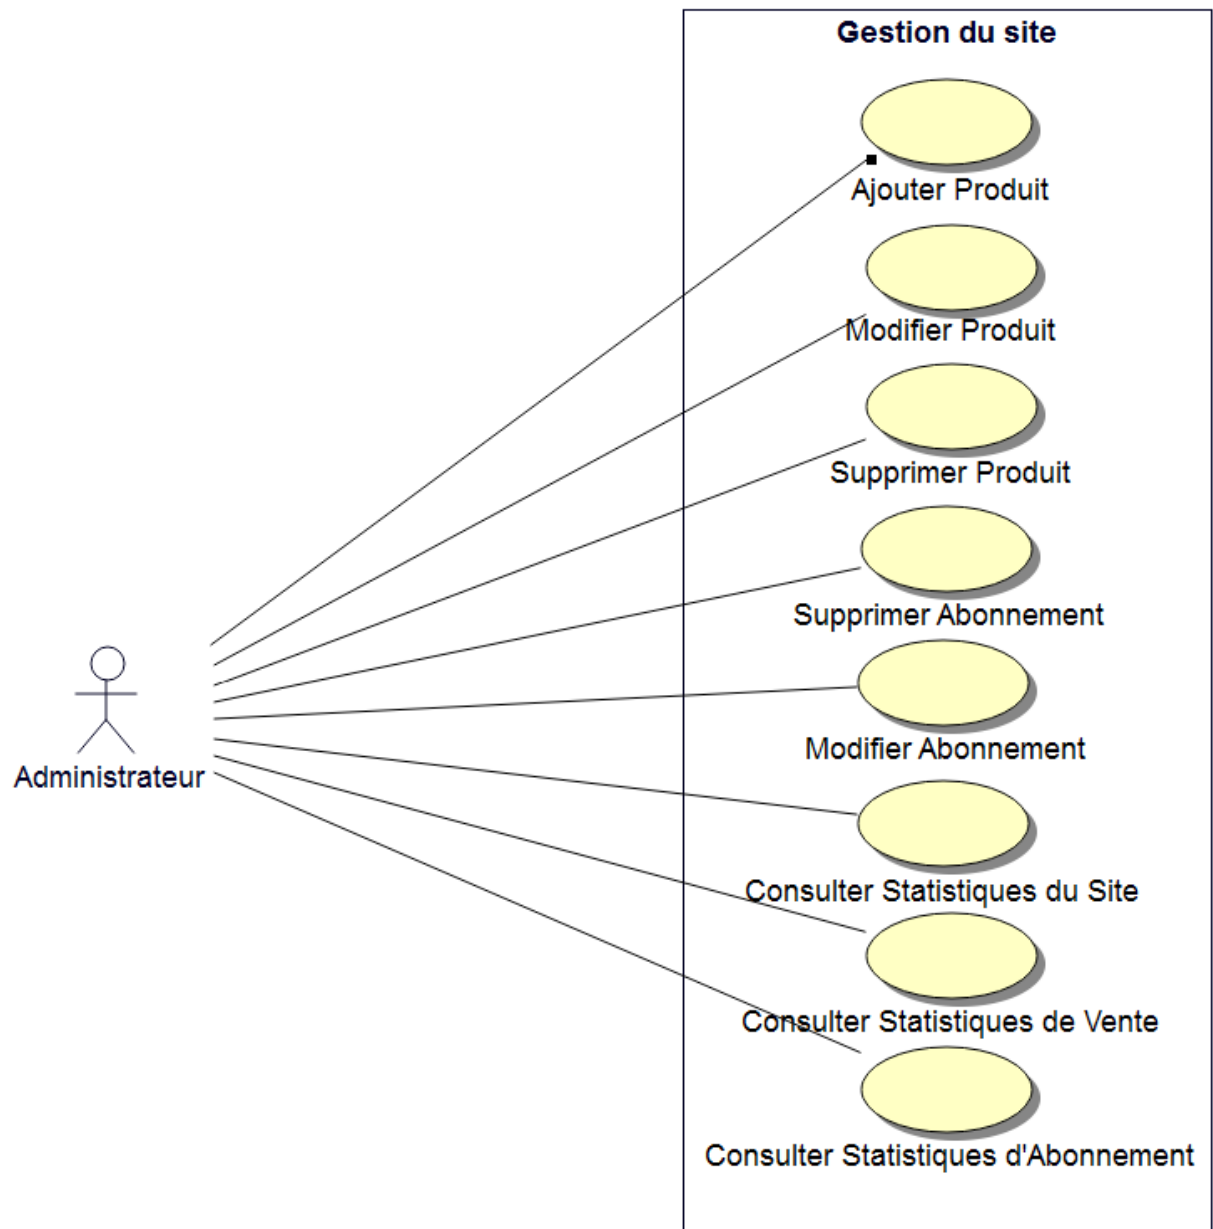 Gestion du site
Ajouter Produit
Modifier Produit
Supprimer Produit
Supprimer Abonnement
Administrateur
Modifier Abonnement
Consulter Statistiques du Site
Consulter Statistiques de Vente
Consulter Statistiques d'Abonnement